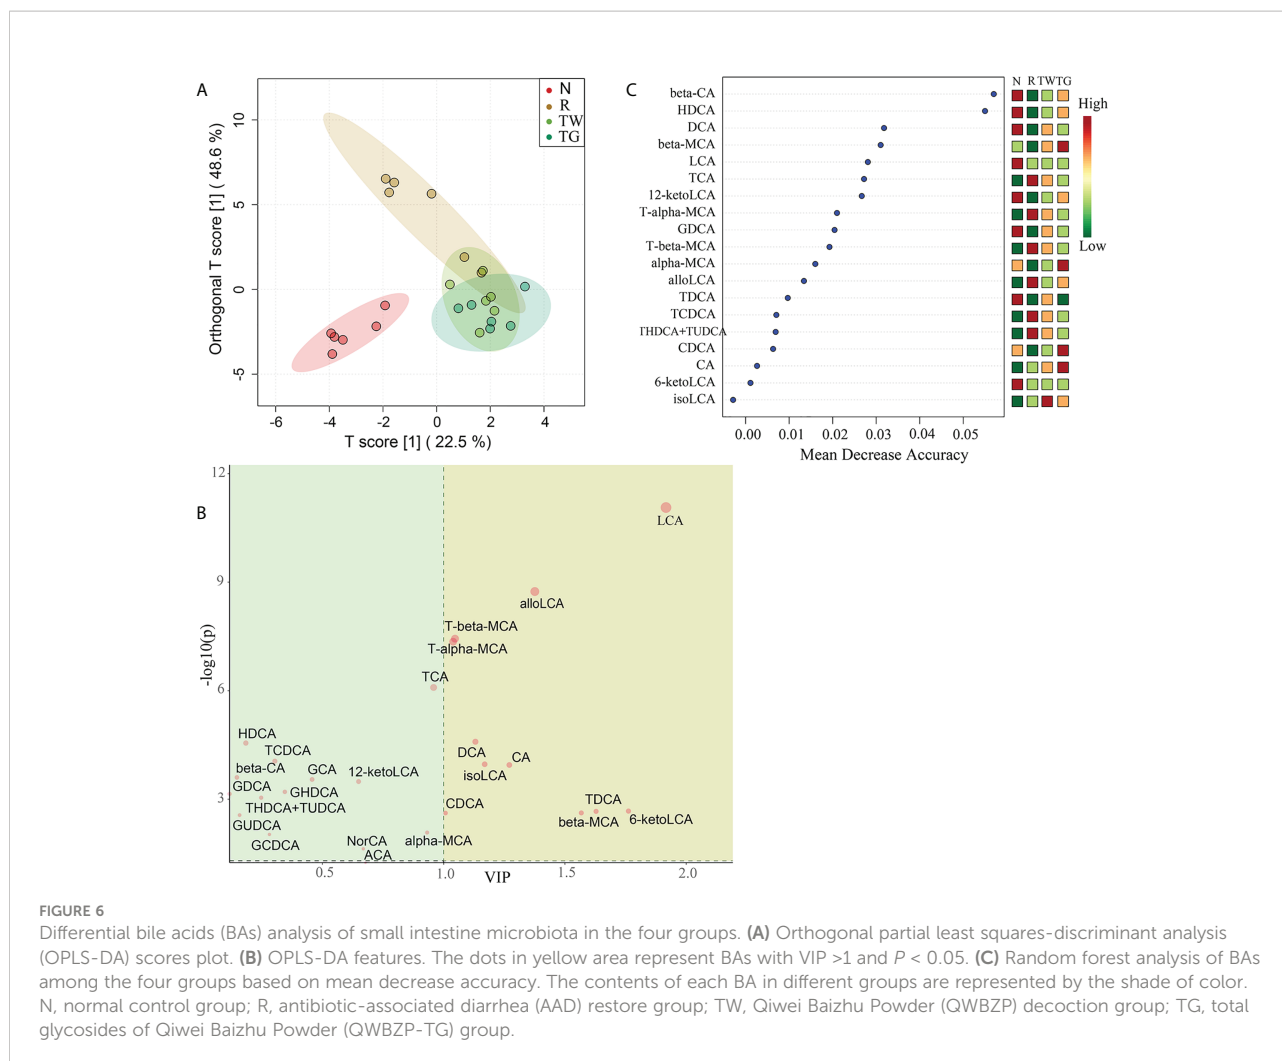 A
N
R
TW
TG
10
5
0
-5
Orthogonal T score [1] ( 48.6 %)
-6
-4
-2
0
2
4
T score [1] ( 22.5 %)
C
N R TW TG
beta-CA
HDCA
DCA
beta-MCA
LCA
TCA
12-ketoLCA
T-alpha-MCA
GDCA
T-beta-MCA
alpha-MCA
alloLCA
TDCA
TCDCA
THDCA+TUDCA
CDCA
CA
6-ketoLCA
isoLCA
High
Low
0.00
0.01
0.02
0.03
0.04
0.05
Mean Decrease Accuracy
B
12
9
6
3
-log10(p)
LCA
alloLCA
T-beta-MCA
T-alpha-MCA
TCA
HDCA
TCDCA
DCA
CA
beta-CA
GCA
12-ketoLCA
isoLCA
GDCA
GHDCA
THDCA+TUDCA
CDCA
TDCA
GUDCA
beta-MCA
6-ketoLCA
GCDCA
NorCA
alpha-MCA
ACA
0.5
1.0
1.5
2.0
VIP
FIGURE 6
Differential bile acids (BAs) analysis of small intestine microbiota in the four groups. (A) Orthogonal partial least squares-discriminant analysis
(OPLS-DA) scores plot. (B) OPLS-DA features. The dots in yellow area represent BAs with VIP >1 and P < 0.05. (C) Random forest analysis of BAs
among the four groups based on mean decrease accuracy. The contents of each BA in different groups are represented by the shade of color.
N, normal control group; R, antibiotic-associated diarrhea (AAD) restore group; TW, Qiwei Baizhu Powder (QWBZP) decoction group; TG, total
glycosides of Qiwei Baizhu Powder (QWBZP-TG) group.